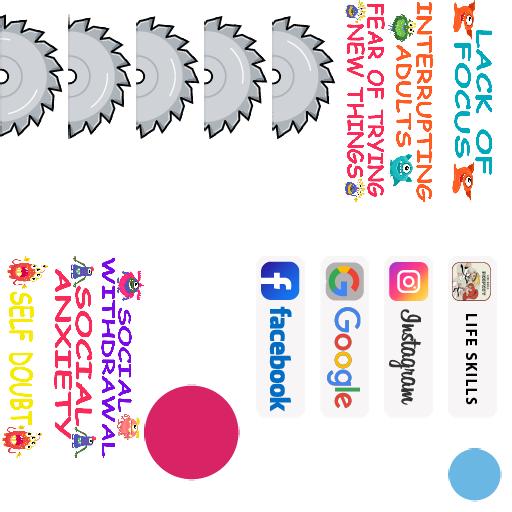 LACK OF
FOCUS
INTERRUPTING
ADULTS
FEAR OF TRYING
NEW THINGS
LIFE SKILLS
Instagram
Google
facebook
SOCIAL
WITHDRAWAL
SOCIAL
ANXIETY
SELF DOUBT